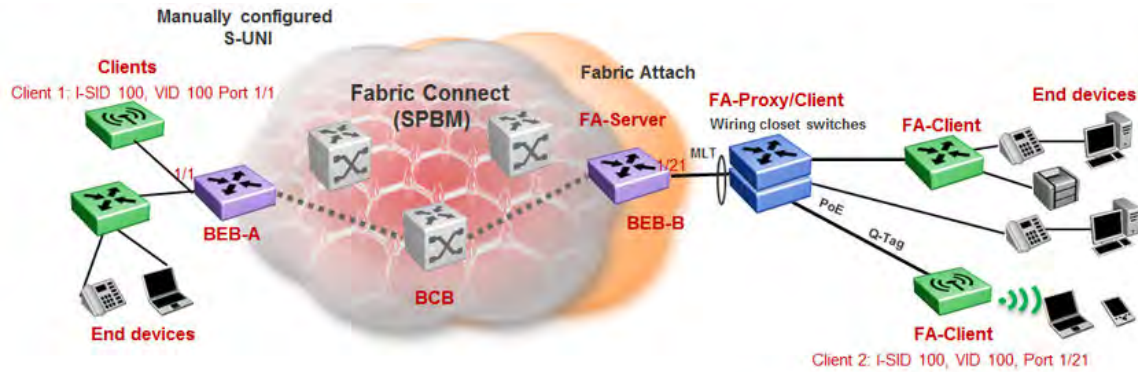 Manually configured
S-UNI
Clients
Client 1: I-SID 100, VID 100 Port 1/1
1/1
BEB-A
End devices
Fabric Connect
(SPBM)
BCB
Fabric Attach
FA-Server
1/21
BEB-B
MLT
FA-Proxy/Client
Wiring closet switches
PoE
Q-Tag
FA-Client
End devices
FA-Client
Client 2: I-SID 100, VID 100, Port 1/21